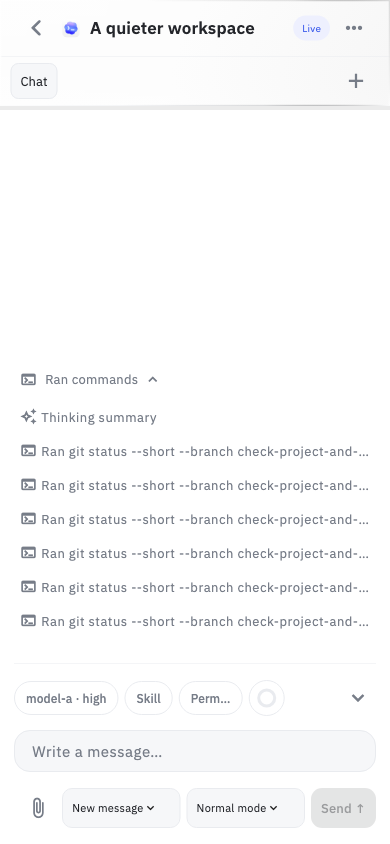 A quieter workspace
Live
Chat
Ran commands
Thinking summary
Ran git status --short --branch check-project-and-...
Ran git status --short --branch check-project-and-...
Ran git status --short --branch check-project-and-...
Ran git status --short --branch check-project-and-...
Ran git status --short --branch check-project-and-...
Ran git status --short --branch check-project-and-...
model-a · high
Skill
Perm...
Write a message...
New message
Normal mode
Send ↑